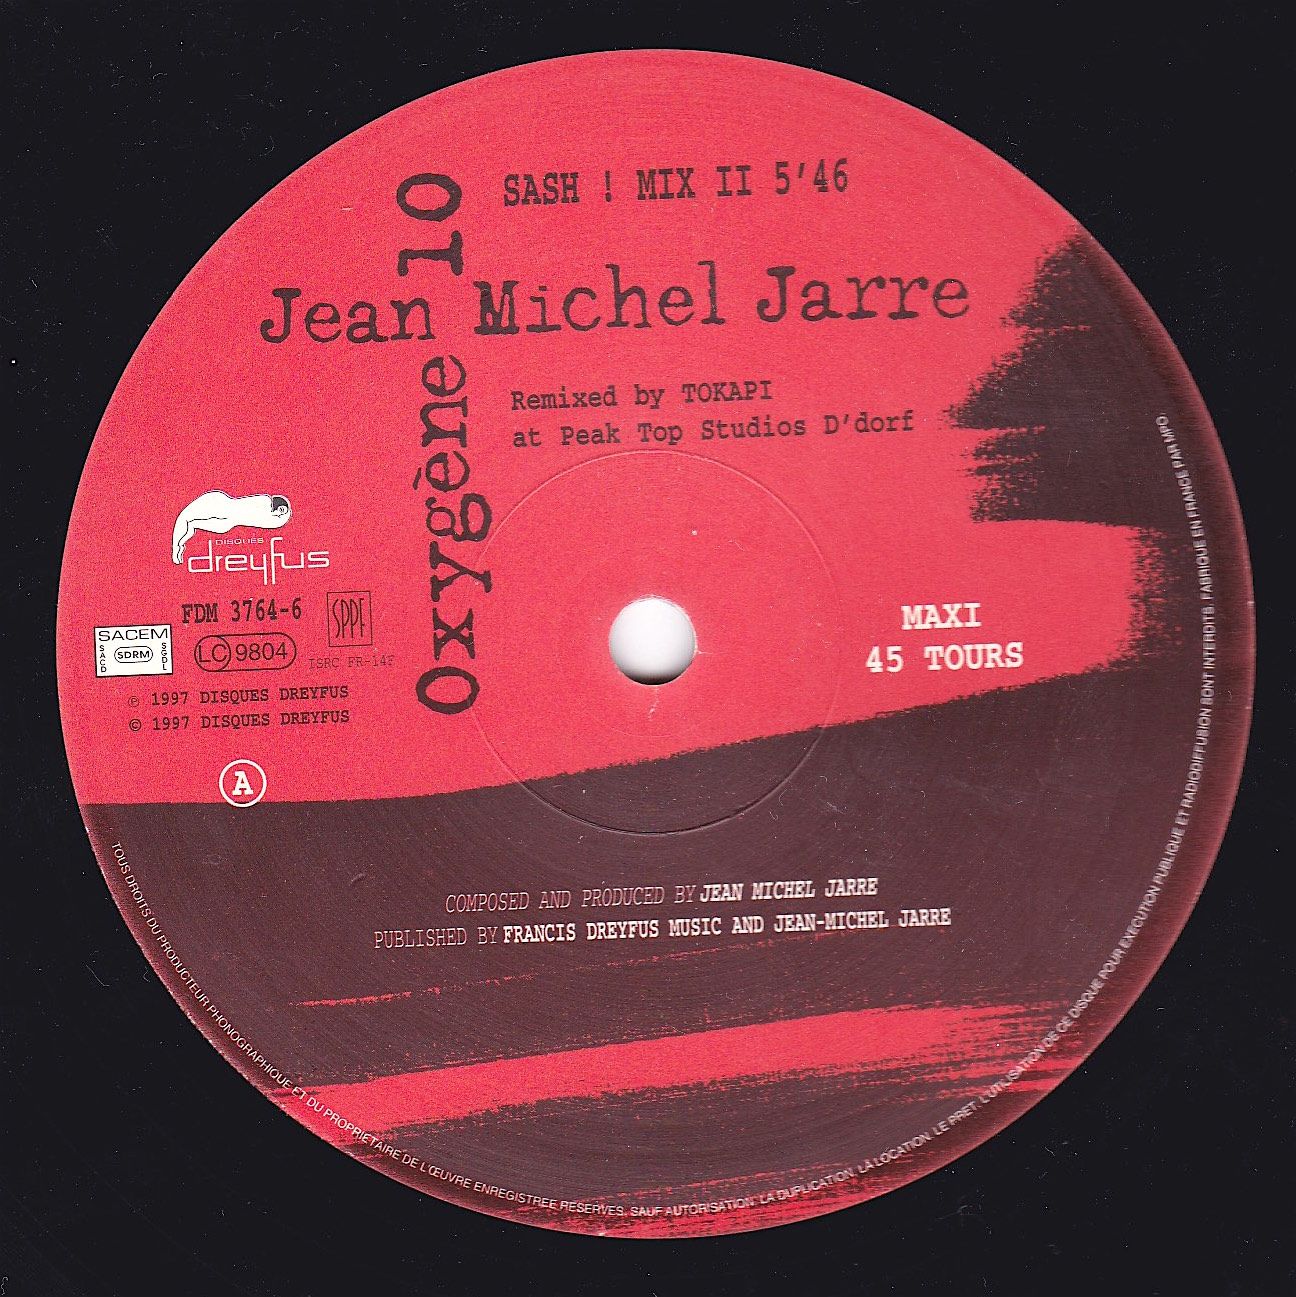 SASH ! MIX II 5'46
Oxygène 10
Jean Michel Jarre
Remixed by TOKAPI
at Peak Top Studios D'dorf
DISQUES
dreyfus
FDM 3764-6
SPPF
SACEM
SACD
SDRM
SGDL
LC 9804
ISRC FR-14T
℗ 1997 DISQUES DREYFUS
© 1997 DISQUES DREYFUS
MAXI
45 TOURS
A
COMPOSED AND PRODUCED BY JEAN MICHEL JARRE
PUBLISHED BY FRANCIS DREYFUS MUSIC AND JEAN-MICHEL JARRE
TOUS DROITS DU PRODUCTEUR PHONOGRAPHIQUE ET DU PROPRIETAIRE DE L'ŒUVRE ENREGISTREE RESERVES. SAUF AUTORISATION. LA DUPLICATION. LA LOCATION. LE PRET. L'UTILISATION DE CE DISQUE POUR EXECUTION PUBLIQUE ET RADIODIFFUSION SONT INTERDITS. FABRIQUE EN FRANCE PAR MPO.